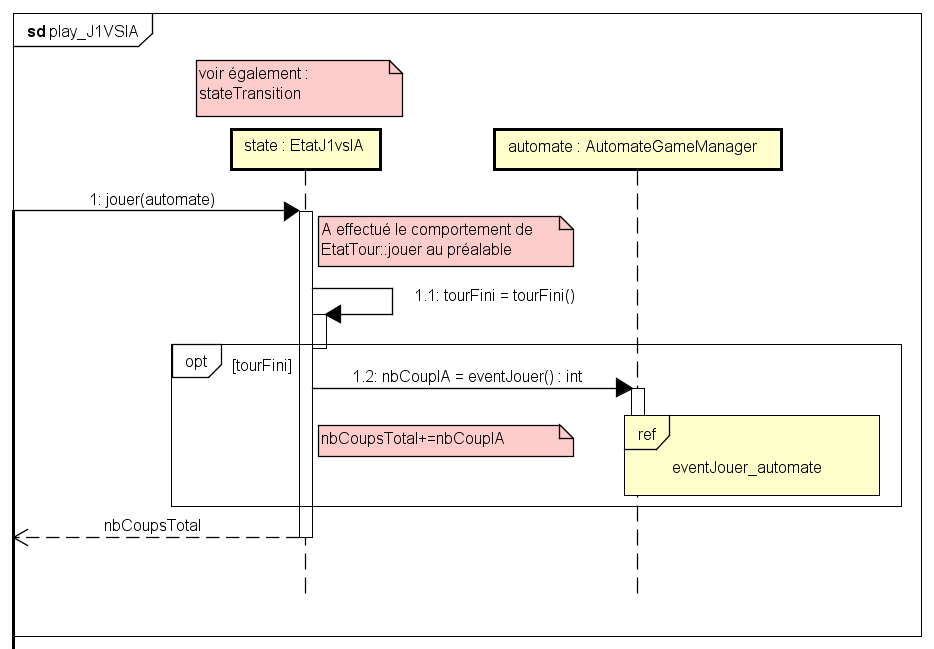 sd play_J1VSIA
voir également :
stateTransition
state : EtatJ1vsIA
automate : AutomateGameManager
1: jouer(automate)
A effectué le comportement de
EtatTour::jouer au préalable
1.1: tourFini = tourFini()
opt
[tourFini]
1.2: nbCoupIA = eventJouer() : int
nbCoupsTotal+=nbCoupIA
ref
eventJouer_automate
nbCoupsTotal